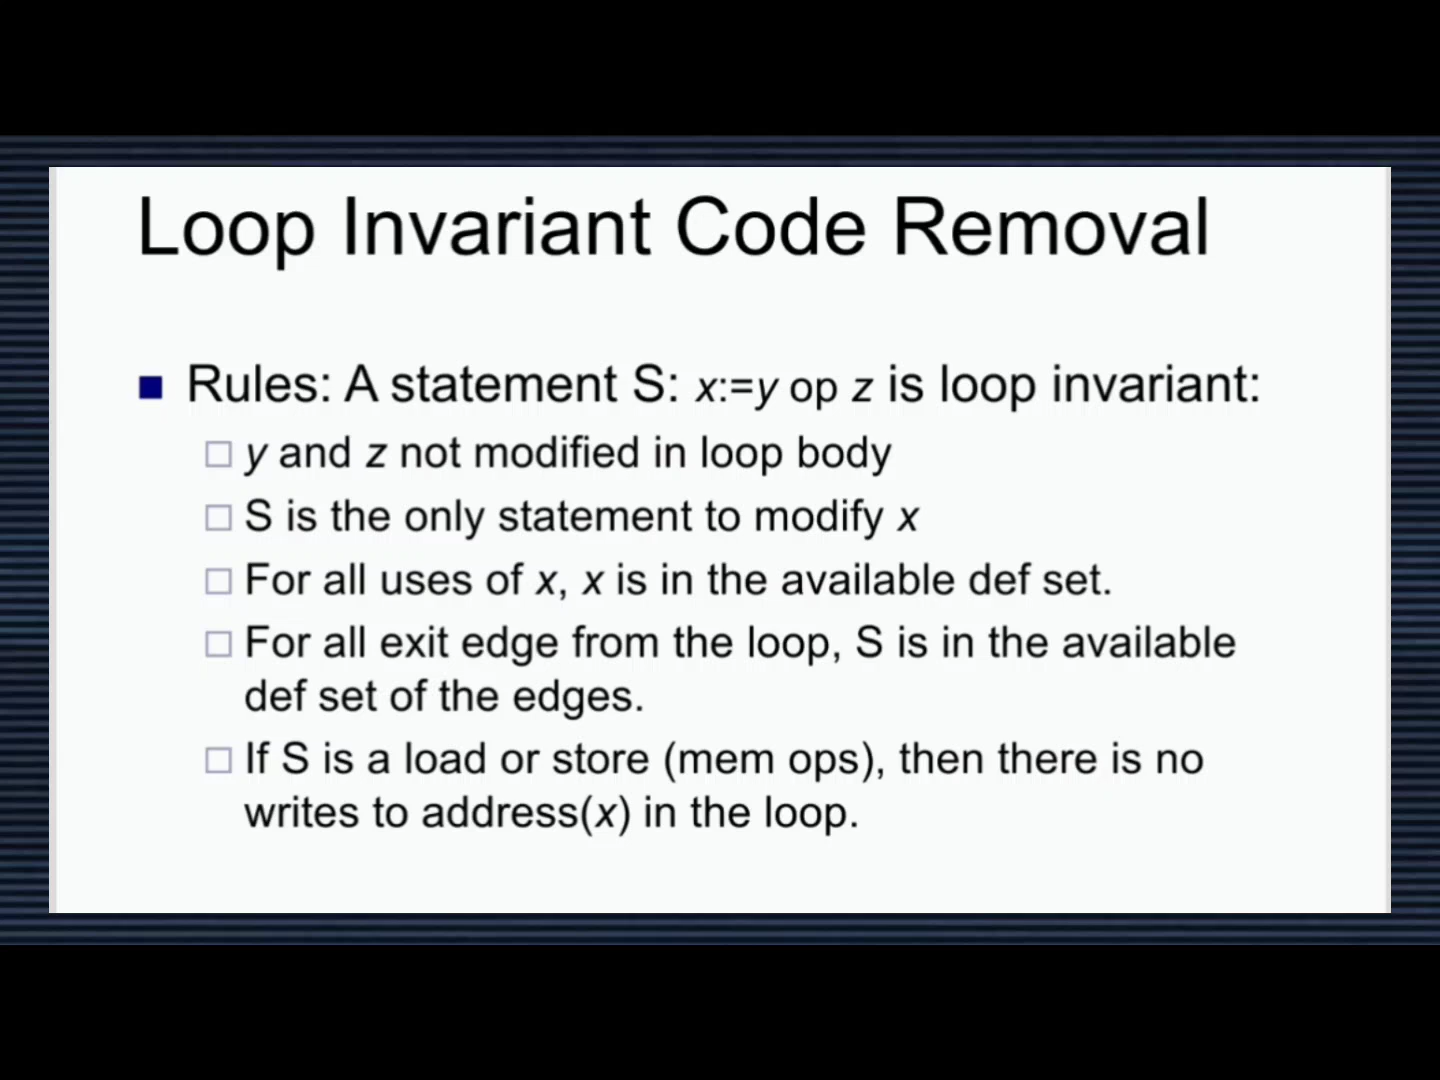 Loop Invariant Code Removal
Rules: A statement S: x:=y op z is loop invariant:
y and z not modified in loop body
S is the only statement to modify x
For all uses of x, x is in the available def set.
For all exit edge from the loop, S is in the available
def set of the edges.
If S is a load or store (mem ops), then there is no
writes to address(x) in the loop.